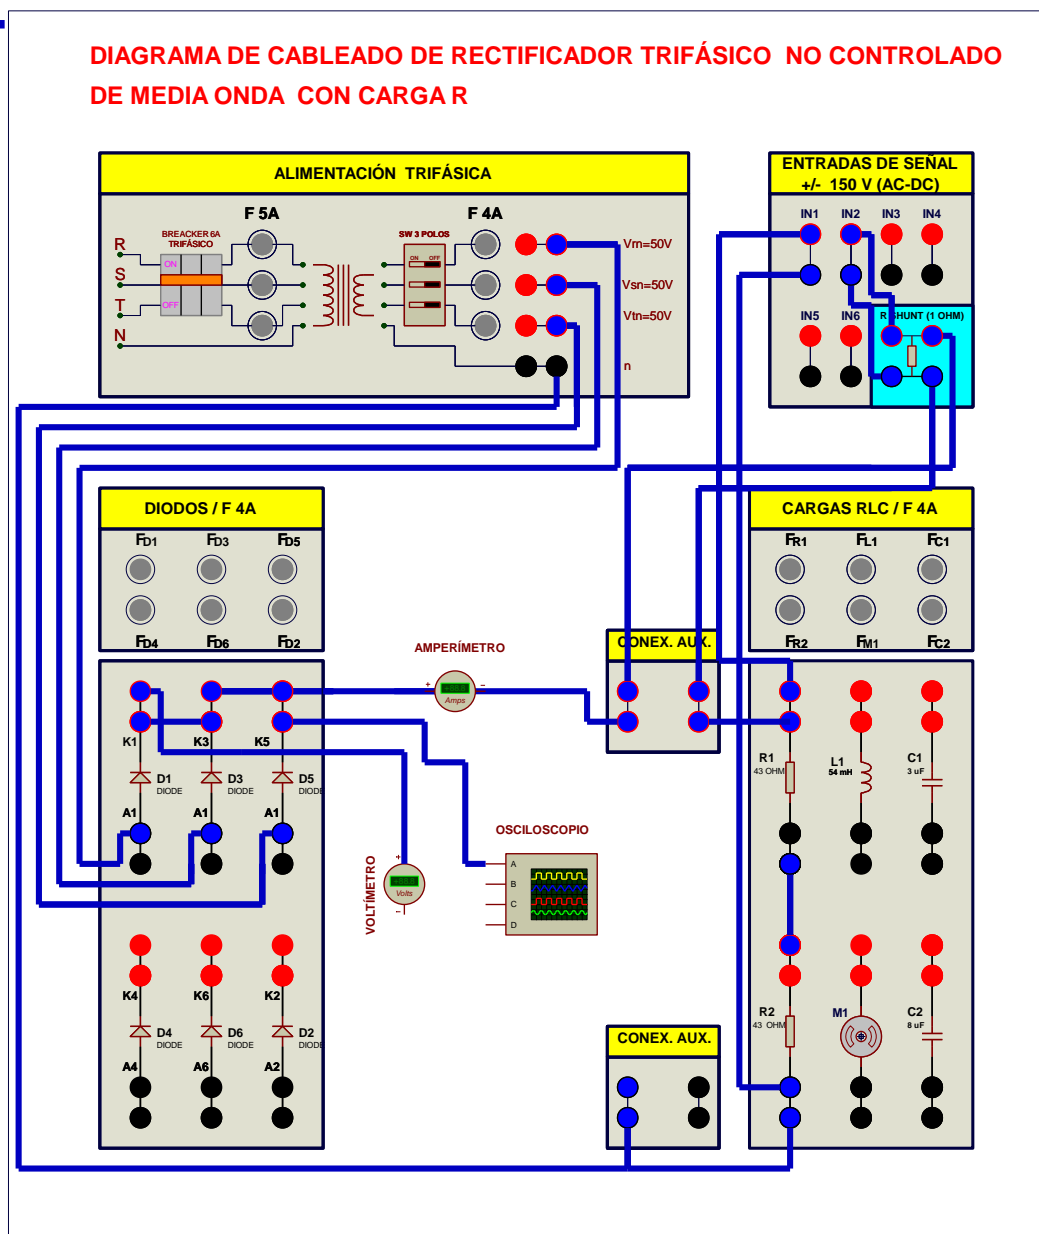 DIAGRAMA DE CABLEADO DE RECTIFICADOR TRIFÁSICO NO CONTROLADO
DE MEDIA ONDA CON CARGA R
ALIMENTACIÓN TRIFÁSICA
F 5A
F 4A
BREACKER 6A
TRIFÁSICO
SW 3 POLOS
R
S
T
N
ON
OFF
ON OFF
Vrn=50V
Vsn=50V
Vtn=50V
n
ENTRADAS DE SEÑAL
+/- 150 V (AC-DC)
IN1 IN2 IN3 IN4
IN5 IN6
R SHUNT (1 OHM)
DIODOS / F 4A
FD1 FD3 FD5
FD4 FD6 FD2
CARGAS RLC / F 4A
FR1 FL1 FC1
FR2 FM1 FC2
AMPERÍMETRO
+ −
Amps
CONEX. AUX.
K1 K3 K5
D1 D3 D5
DIODE DIODE DIODE
A1 A1 A1
R1 L1 C1
43 OHM 54 mH 3 uF
OSCILOSCOPIO
A
B
C
D
VOLTÍMETRO
+
Volts
−
K4 K6 K2
D4 D6 D2
DIODE DIODE DIODE
A4 A6 A2
CONEX. AUX.
R2 M1 C2
43 OHM 8 uF